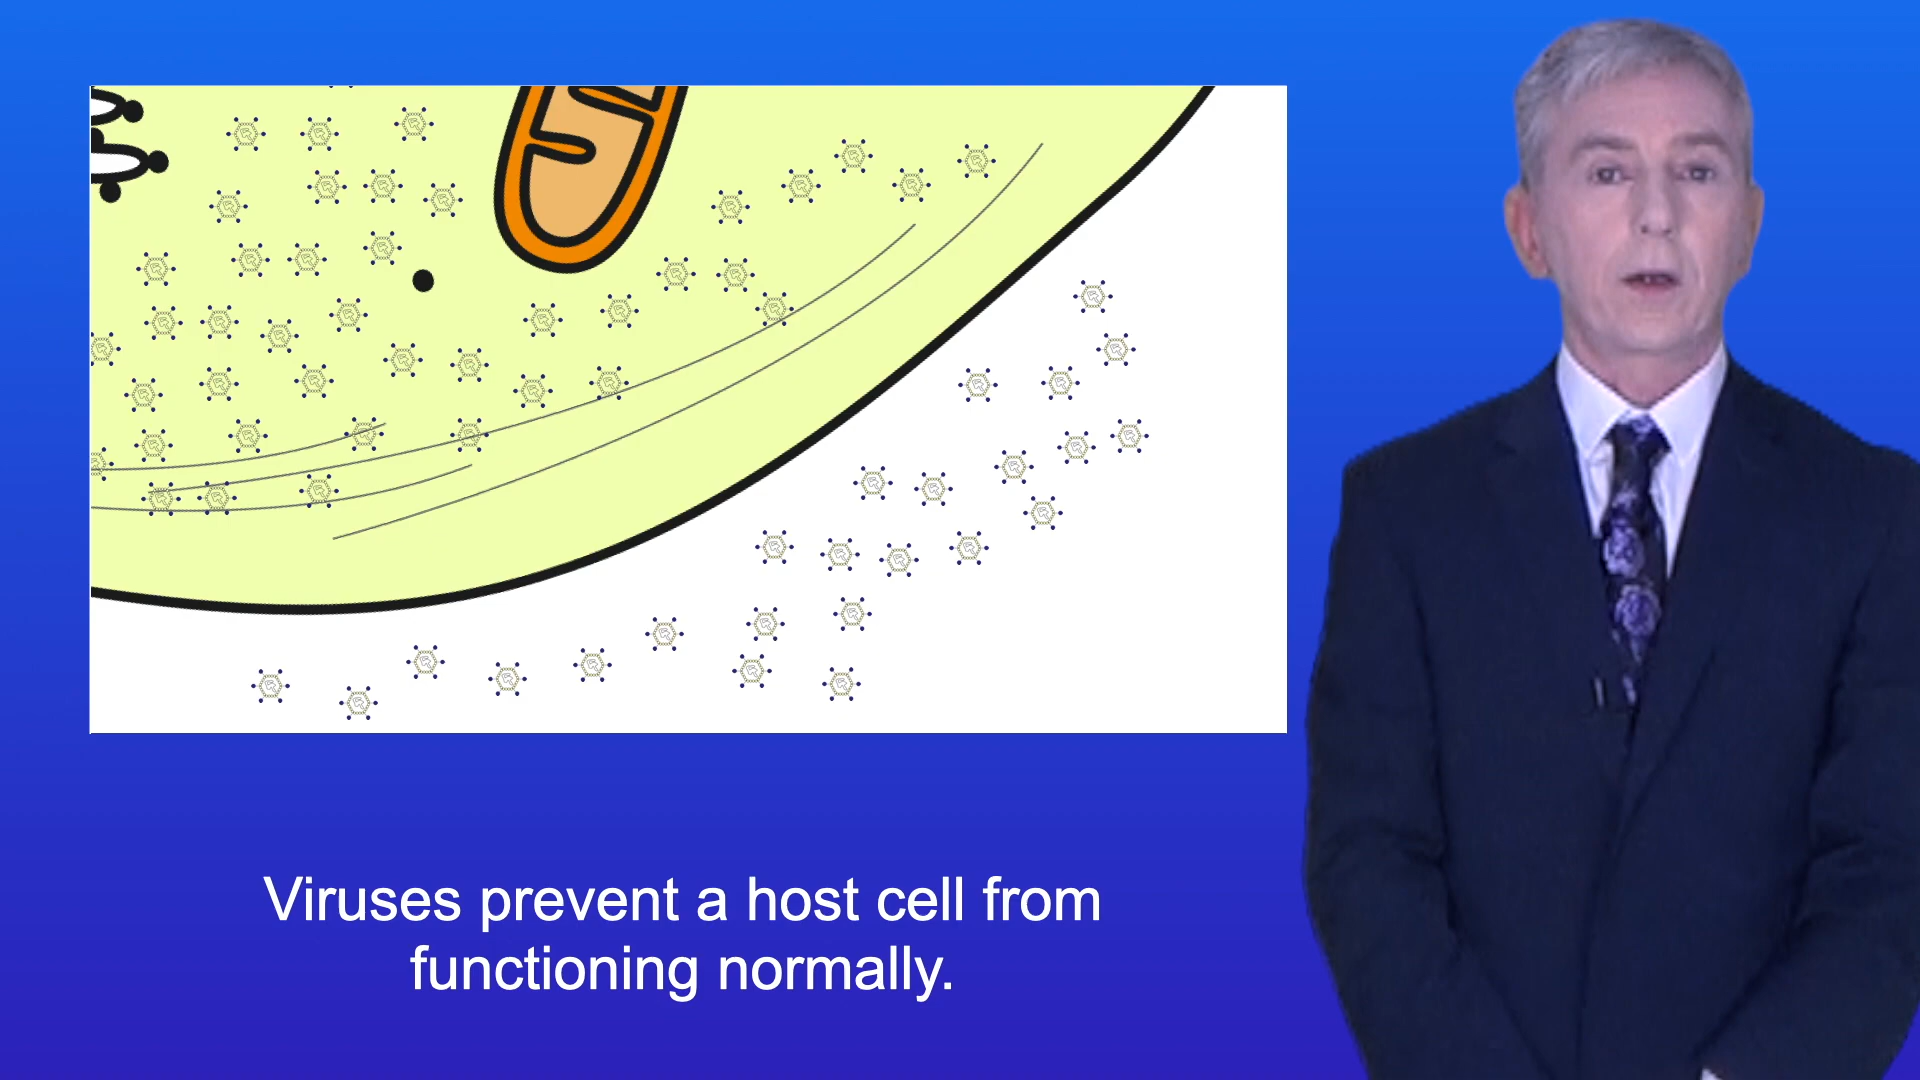 Viruses prevent a host cell from
functioning normally.